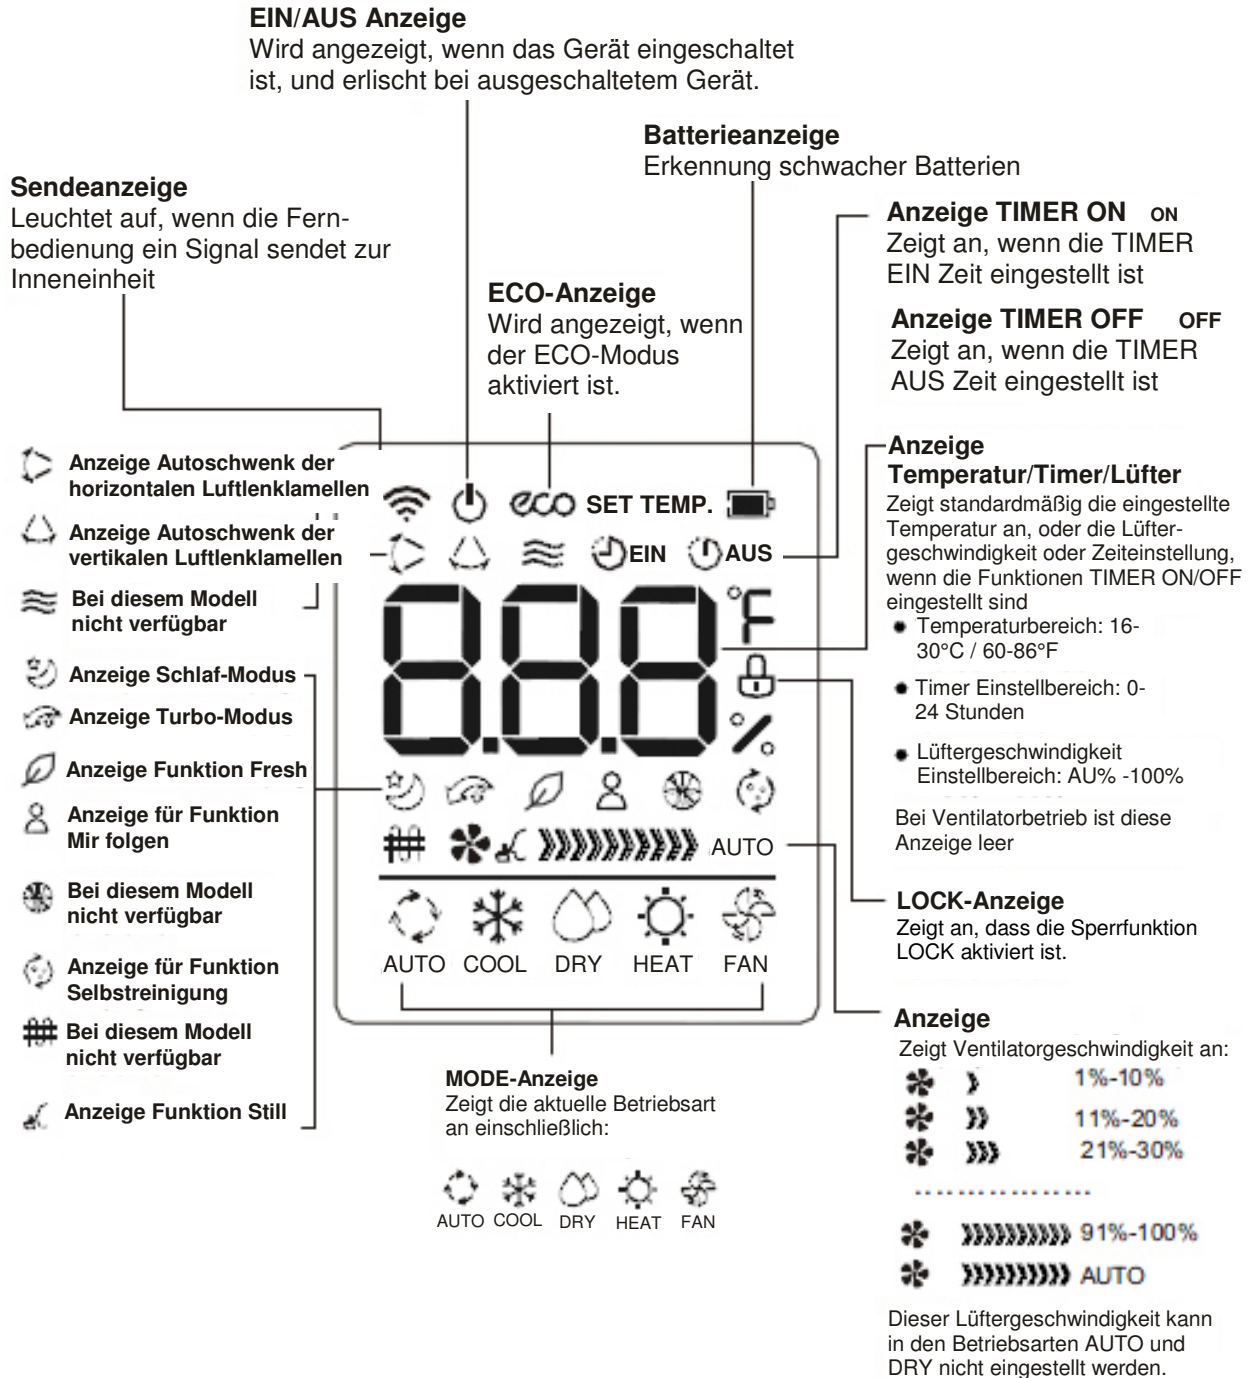 EIN/AUS Anzeige
Wird angezeigt, wenn das Gerät eingeschaltet
ist, und erlischt bei ausgeschaltetem Gerät.
Batterieanzeige
Erkennung schwacher Batterien
Sendeanzeige
Leuchtet auf, wenn die Fern-
bedienung ein Signal sendet zur
Inneneinheit
Anzeige TIMER ON ON
Zeigt an, wenn die TIMER
EIN Zeit eingestellt ist
ECO-Anzeige
Wird angezeigt, wenn
der ECO-Modus
aktiviert ist.
Anzeige TIMER OFF OFF
Zeigt an, wenn die TIMER
AUS Zeit eingestellt ist
Anzeige Autoschwenk der
horizontalen Luftlenklamellen
Anzeige Autoschwenk der
vertikalen Luftlenklamellen
Bei diesem Modell
nicht verfügbar
Anzeige Schlaf-Modus
Anzeige Turbo-Modus
Anzeige Funktion Fresh
Anzeige für Funktion
Mir folgen
Bei diesem Modell
nicht verfügbar
Anzeige für Funktion
Selbstreinigung
Bei diesem Modell
nicht verfügbar
Anzeige Funktion Still
eco SET TEMP.
EIN AUS
8.8.8 °F
%
AUTO
AUTO COOL DRY HEAT FAN
MODE-Anzeige
Zeigt die aktuelle Betriebsart
an einschließlich:
AUTO COOL DRY HEAT FAN
Anzeige
Temperatur/Timer/Lüfter
Zeigt standardmäßig die eingestellte
Temperatur an, oder die Lüfter-
geschwindigkeit oder Zeiteinstellung,
wenn die Funktionen TIMER ON/OFF
eingestellt sind
● Temperaturbereich: 16-
30°C / 60-86°F
● Timer Einstellbereich: 0-
24 Stunden
● Lüftergeschwindigkeit
Einstellbereich: AU% -100%
Bei Ventilatorbetrieb ist diese
Anzeige leer
LOCK-Anzeige
Zeigt an, dass die Sperrfunktion
LOCK aktiviert ist.
Anzeige
Zeigt Ventilatorgeschwindigkeit an:
1%-10%
11%-20%
21%-30%
91%-100%
AUTO
Dieser Lüftergeschwindigkeit kann
in den Betriebsarten AUTO und
DRY nicht eingestellt werden.